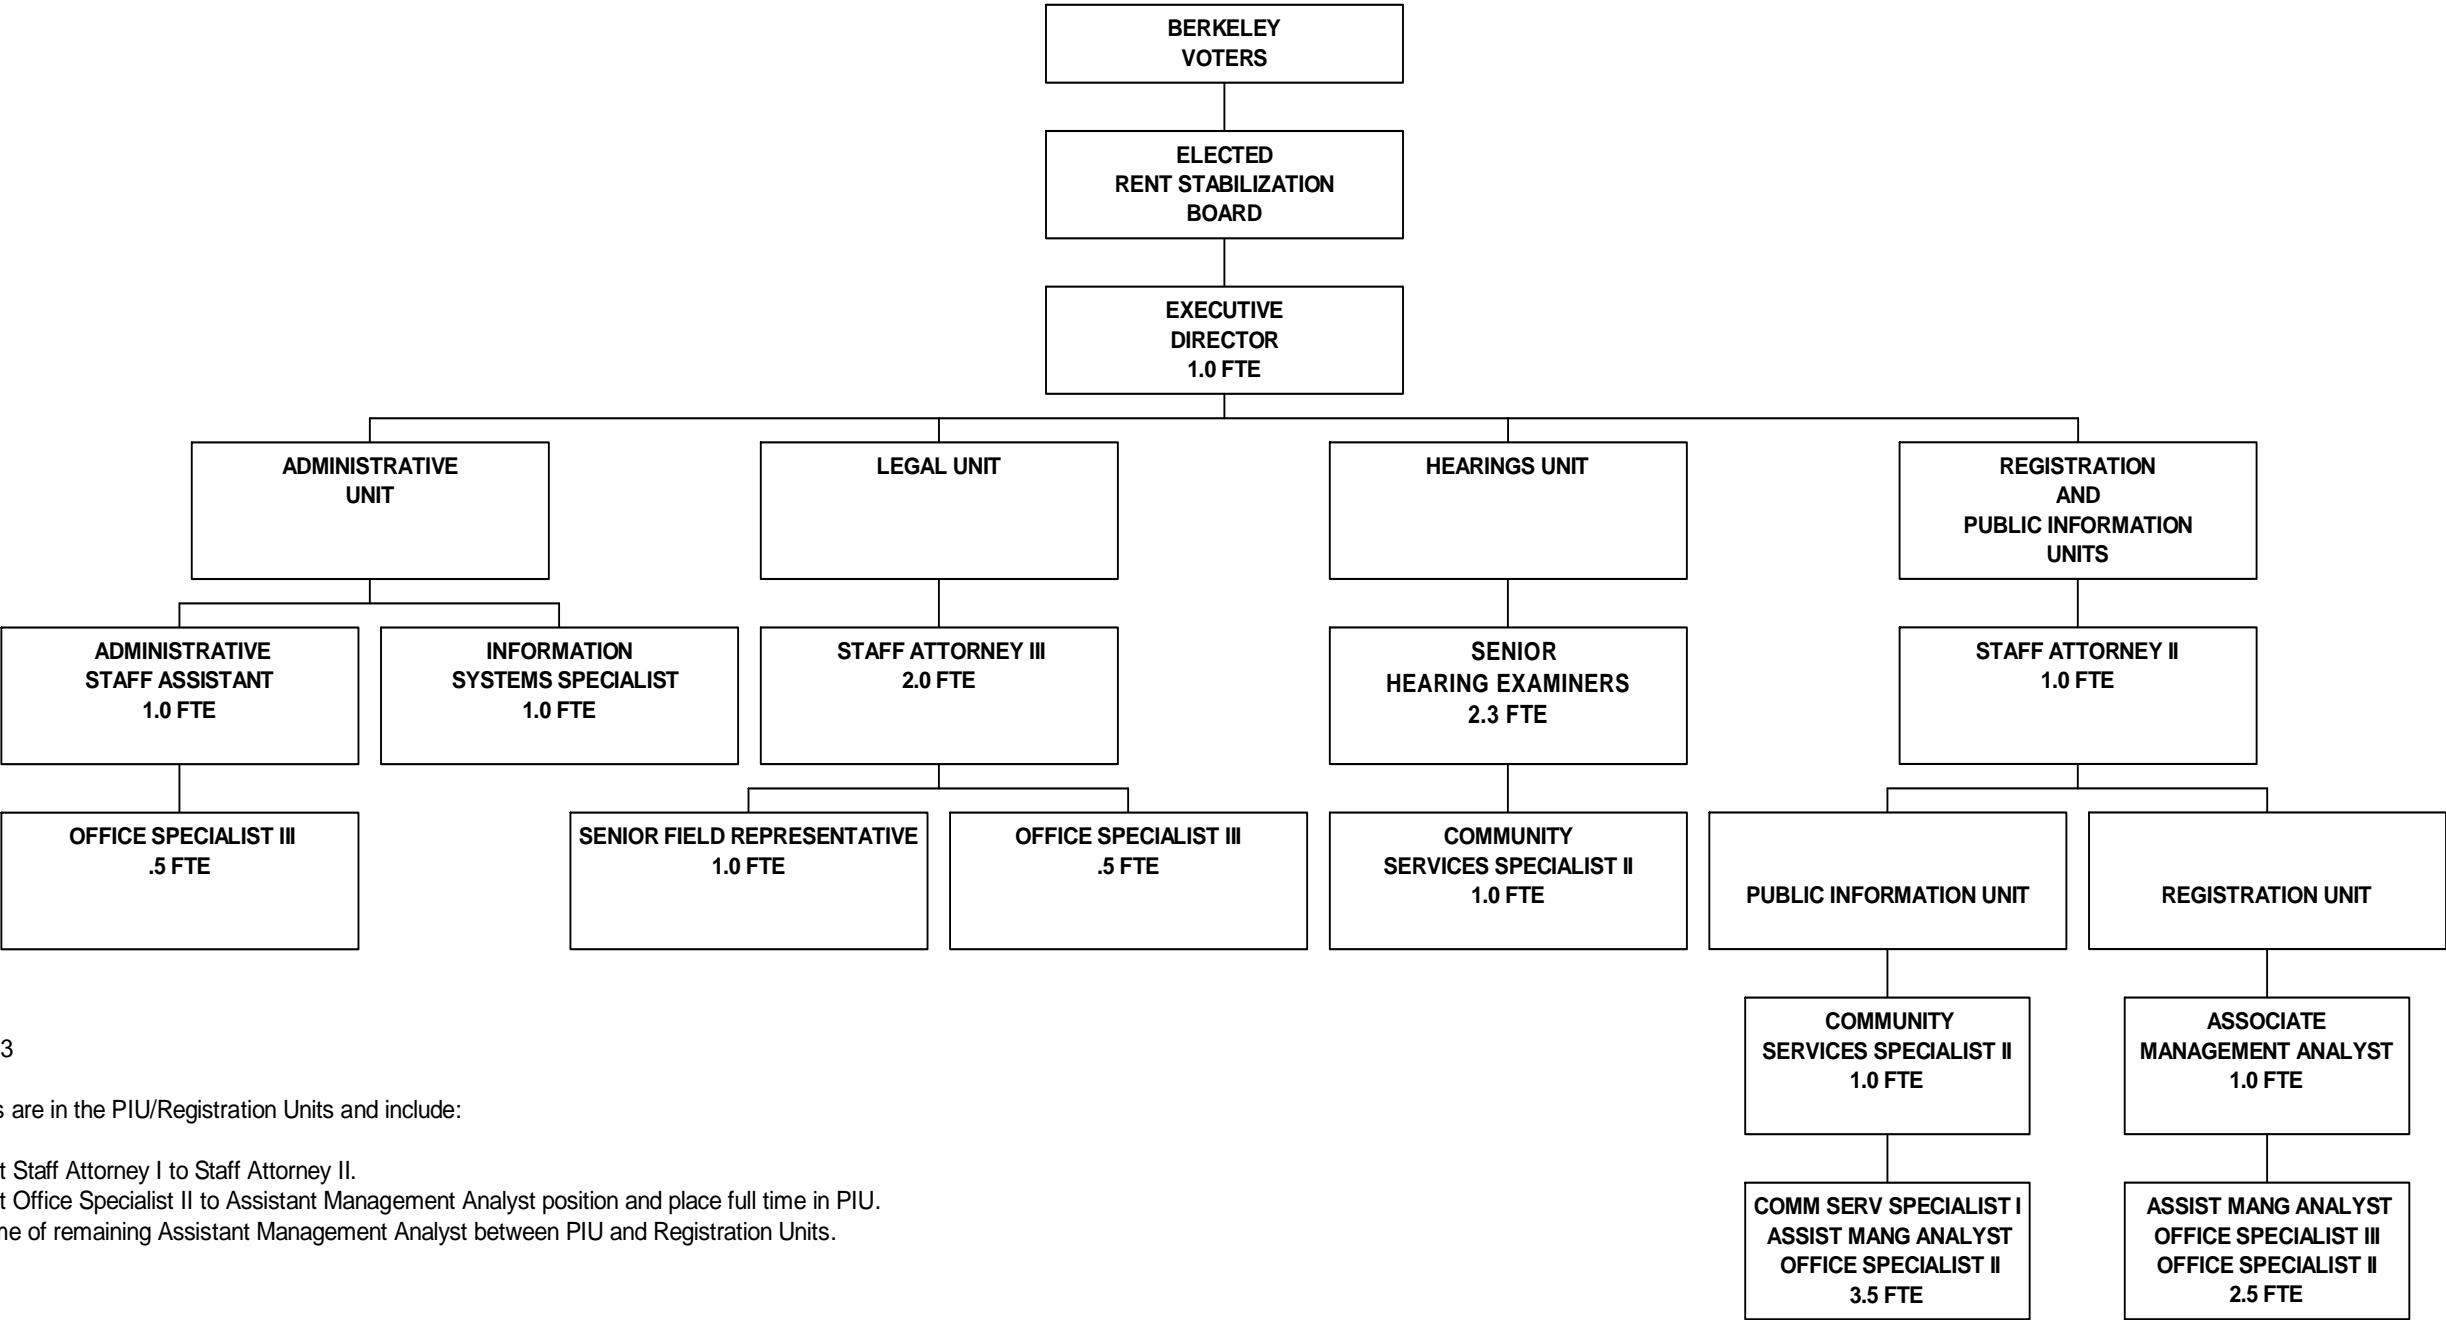 BERKELEY
VOTERS
ELECTED
RENT STABILIZATION
BOARD
EXECUTIVE
DIRECTOR
1.0 FTE
ADMINISTRATIVE
UNIT
LEGAL UNIT
HEARINGS UNIT
REGISTRATION
AND
PUBLIC INFORMATION
UNITS
ADMINISTRATIVE
STAFF ASSISTANT
1.0 FTE
INFORMATION
SYSTEMS SPECIALIST
1.0 FTE
STAFF ATTORNEY III
2.0 FTE
SENIOR
HEARING EXAMINERS
2.3 FTE
STAFF ATTORNEY II
1.0 FTE
OFFICE SPECIALIST III
.5 FTE
SENIOR FIELD REPRESENTATIVE
1.0 FTE
OFFICE SPECIALIST III
.5 FTE
COMMUNITY
SERVICES SPECIALIST II
1.0 FTE
PUBLIC INFORMATION UNIT
REGISTRATION UNIT
COMMUNITY
SERVICES SPECIALIST II
1.0 FTE
ASSOCIATE
MANAGEMENT ANALYST
1.0 FTE
COMM SERV SPECIALIST I
ASSIST MANG ANALYST
OFFICE SPECIALIST II
3.5 FTE
ASSIST MANG ANALYST
OFFICE SPECIALIST III
OFFICE SPECIALIST II
2.5 FTE
3
s are in the PIU/Registration Units and include:
t Staff Attorney I to Staff Attorney II.
t Office Specialist II to Assistant Management Analyst position and place full time in PIU.
ne of remaining Assistant Management Analyst between PIU and Registration Units.